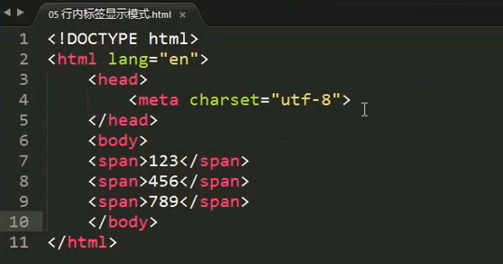 05 行内标签显示模式.html ×
1 <!DOCTYPE html>
2 <html lang="en">
3     <head>
4         <meta charset="utf-8">
5     </head>
6     <body>
7     <span>123</span>
8     <span>456</span>
9     <span>789</span>
10     </body>
11 </html>